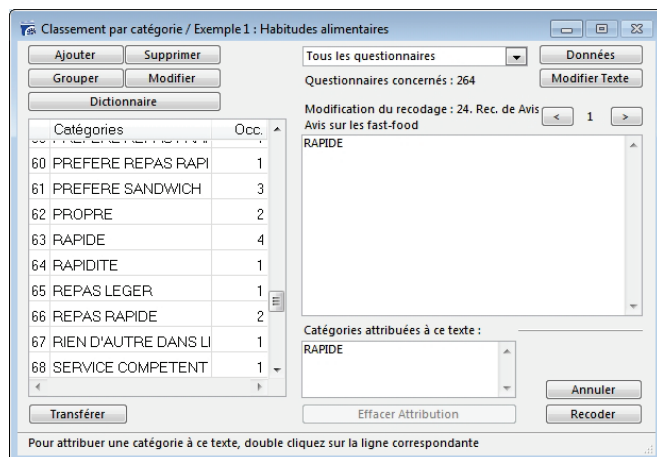 Classement par catégorie / Exemple 1 : Habitudes alimentaires
Ajouter Supprimer
Grouper Modifier
Dictionnaire
Catégories Occ.
60 PREFERE REPAS RAPI 1
61 PREFERE SANDWICH 3
62 PROPRE 2
63 RAPIDE 4
64 RAPIDITE 1
65 REPAS LEGER 1
66 REPAS RAPIDE 2
67 RIEN D'AUTRE DANS LI 1
68 SERVICE COMPETENT 1
Transférer
Tous les questionnaires
Données
Questionnaires concernés : 264
Modifier Texte
Modification du recodage : 24. Rec. de Avis
Avis sur les fast-food
< 1 >
RAPIDE
Catégories attribuées à ce texte :
RAPIDE
Annuler
Effacer Attribution
Recoder
Pour attribuer une catégorie à ce texte, double cliquez sur la ligne correspondante